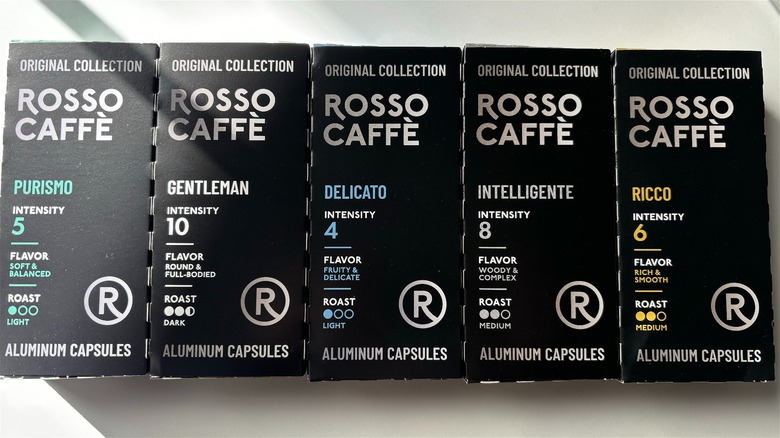 ORIGINAL COLLECTION
ROSSO
CAFFÈ
PURISMO
INTENSITY
5
FLAVOR
SOFT &
BALANCED
ROAST
LIGHT
R
ALUMINUM CAPSULES
ORIGINAL COLLECTION
ROSSO
CAFFÈ
GENTLEMAN
INTENSITY
10
FLAVOR
ROUND &
FULL-BODIED
ROAST
DARK
R
ALUMINUM CAPSULES
ORIGINAL COLLECTION
ROSSO
CAFFÈ
DELICATO
INTENSITY
4
FLAVOR
FRUITY &
DELICATE
ROAST
LIGHT
R
ALUMINUM CAPSULES
ORIGINAL COLLECTION
ROSSO
CAFFÈ
INTELLIGENTE
INTENSITY
8
FLAVOR
WOODY &
COMPLEX
ROAST
MEDIUM
R
ALUMINUM CAPSULES
ORIGINAL COLLECTION
ROSSO
CAFFÈ
RICCO
INTENSITY
6
FLAVOR
RICH &
SMOOTH
ROAST
MEDIUM
R
ALUMINUM CAPSULES